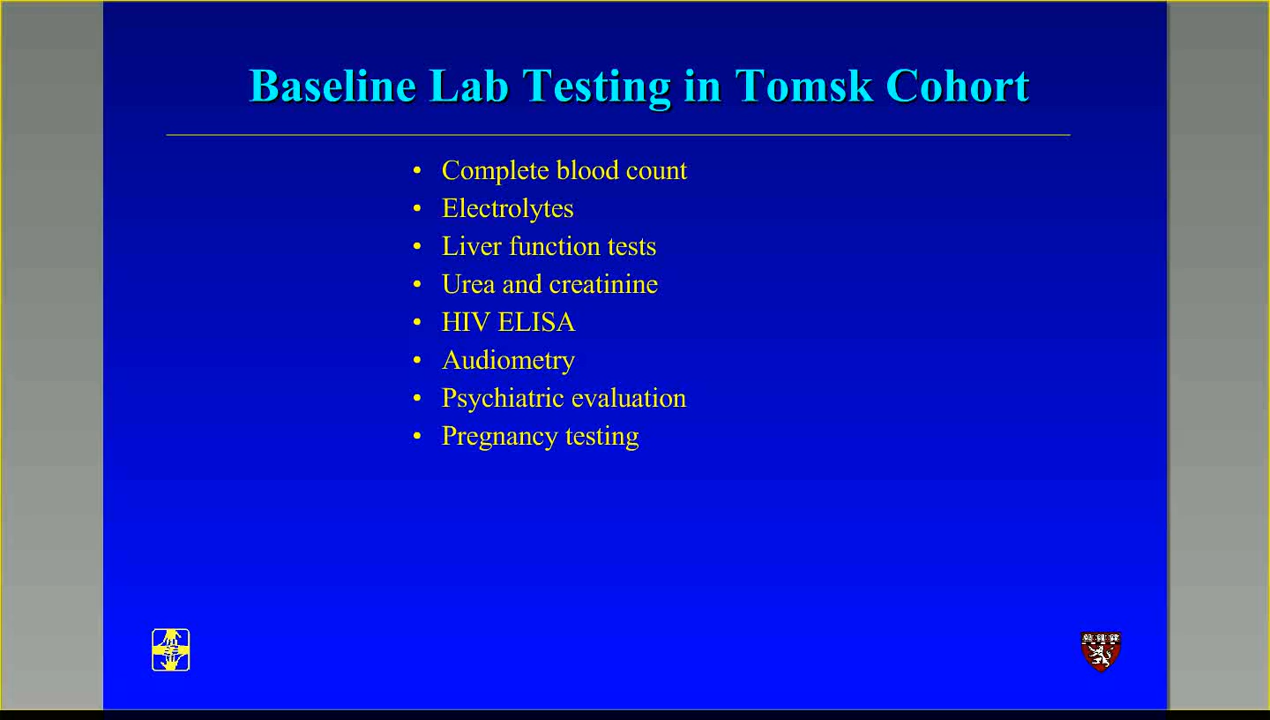 Baseline Lab Testing in Tomsk Cohort
• Complete blood count
• Electrolytes
• Liver function tests
• Urea and creatinine
• HIV ELISA
• Audiometry
• Psychiatric evaluation
• Pregnancy testing